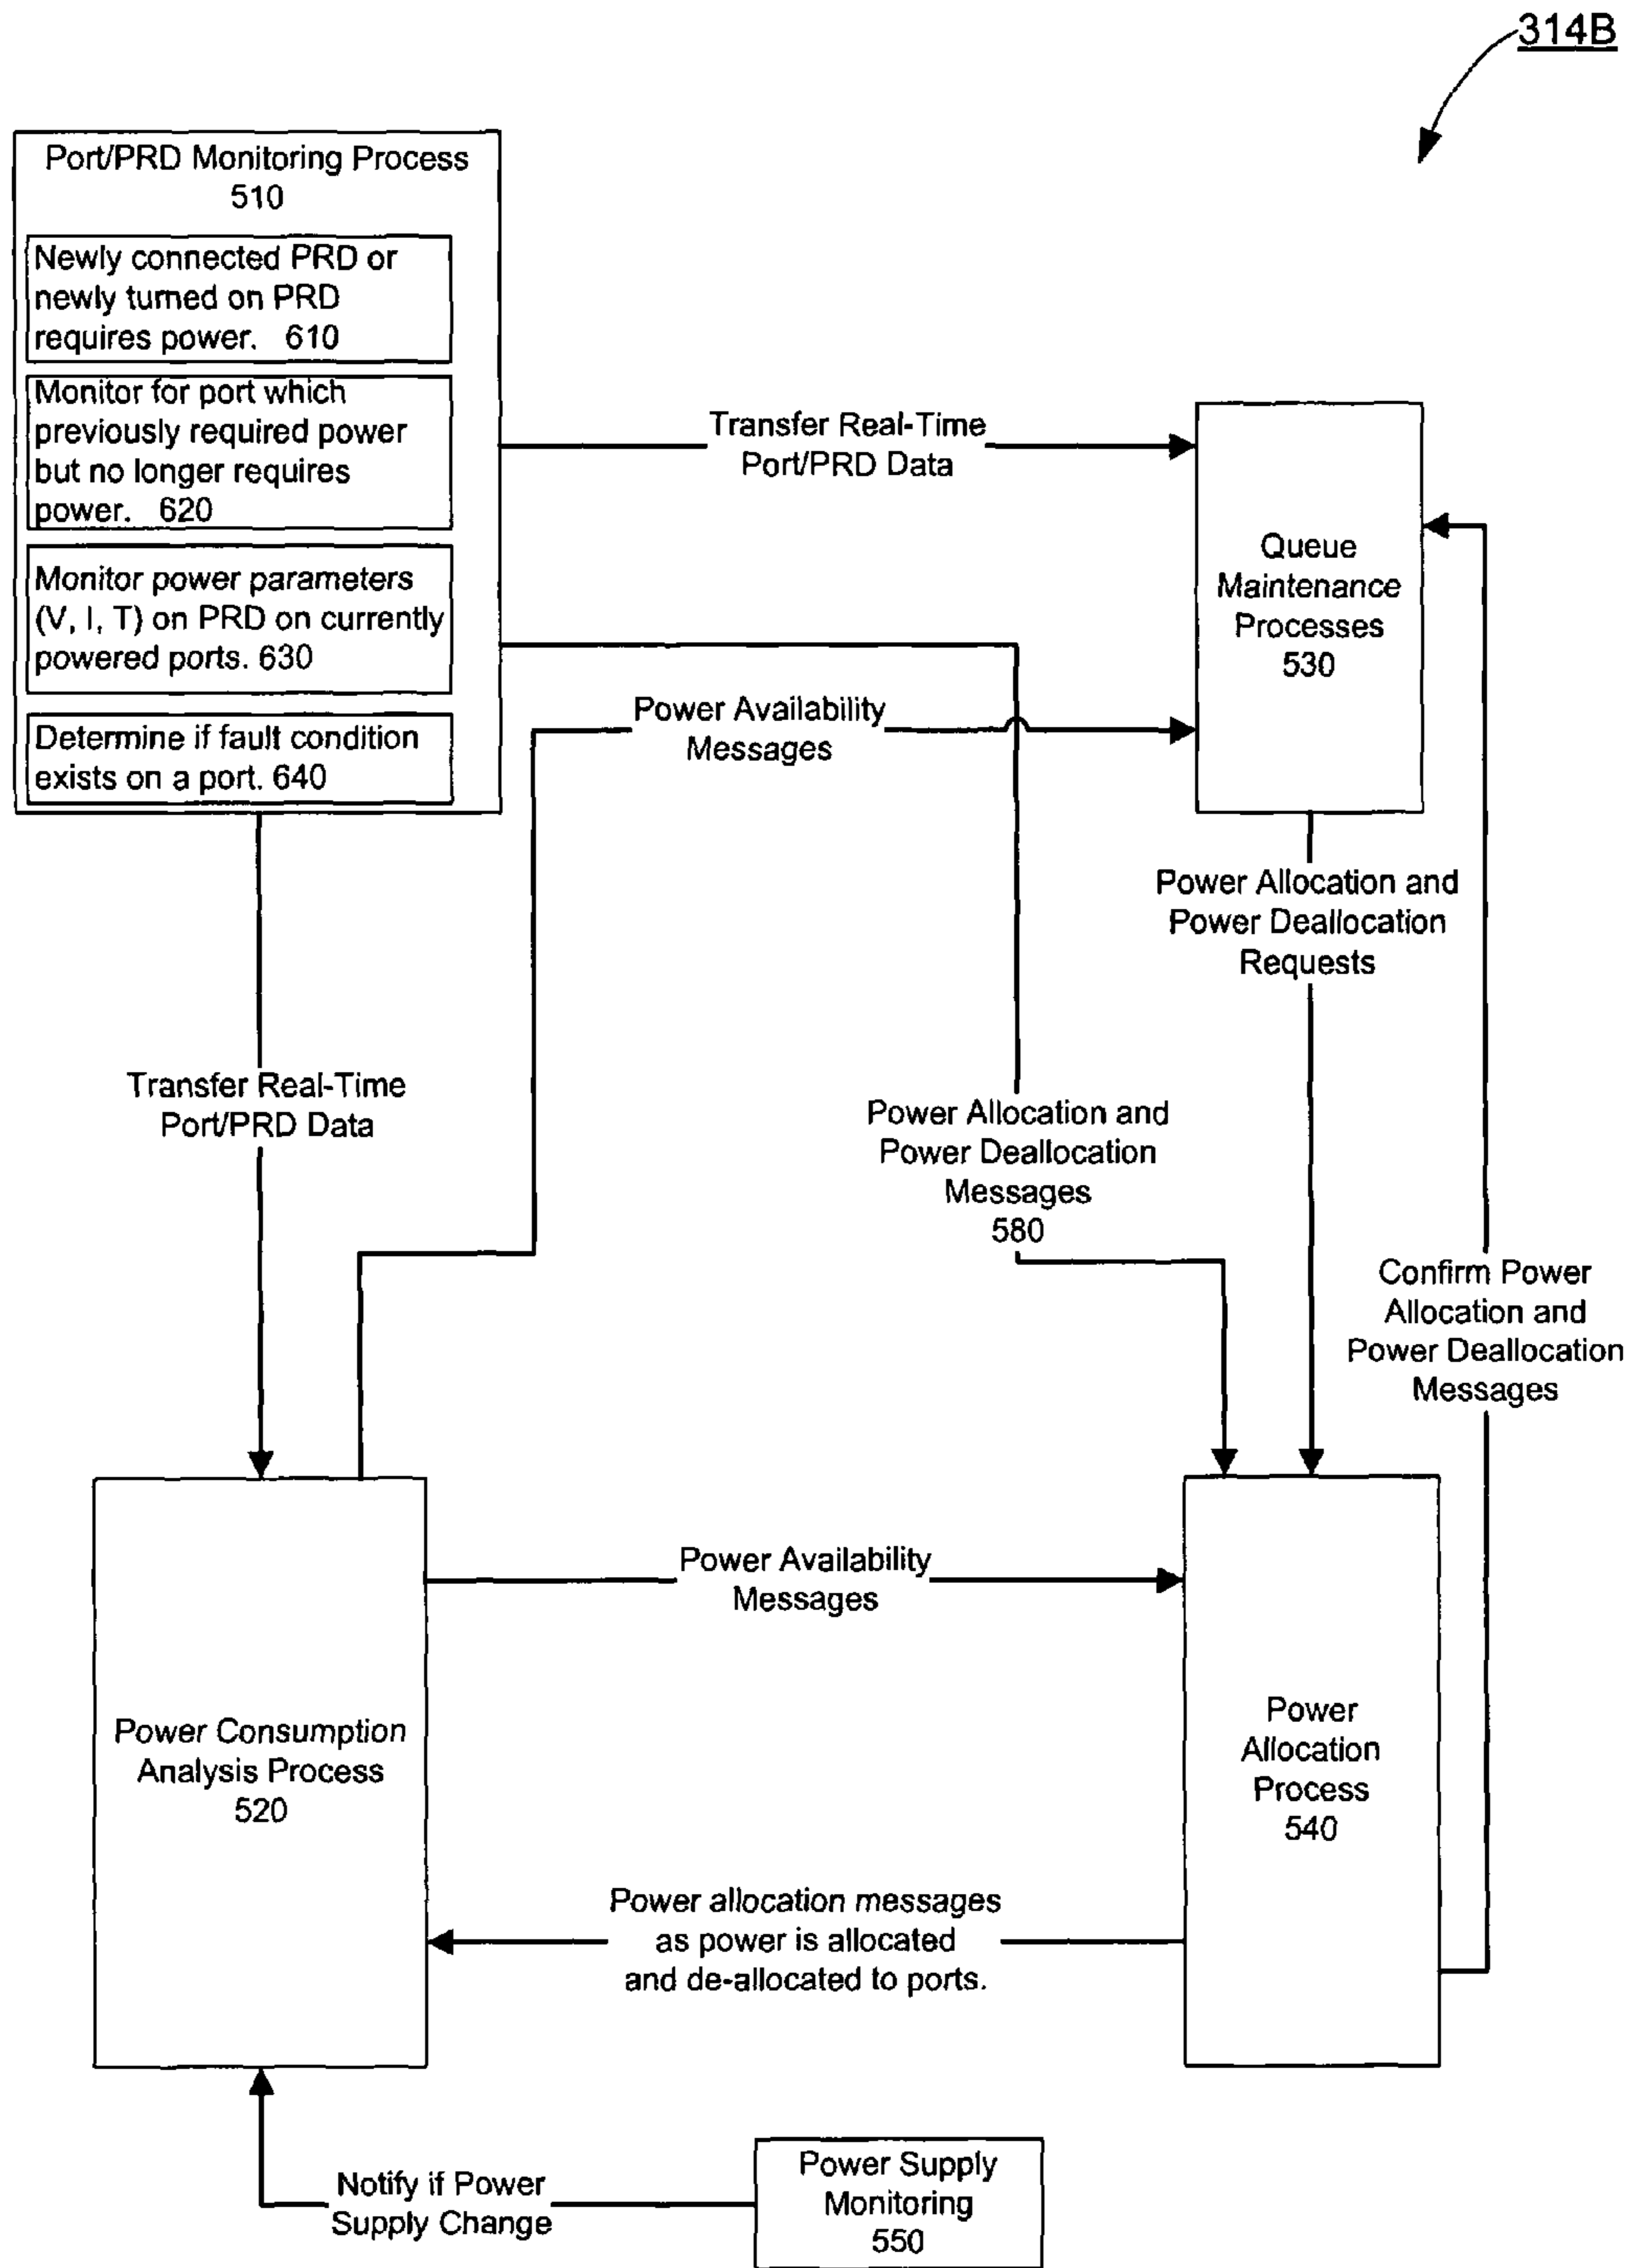 314B
Port/PRD Monitoring Process
510
Newly connected PRD or
newly turned on PRD
requires power. 610
Monitor for port which
previously required power
but no longer requires
power. 620
Monitor power parameters
(V, I, T) on PRD on currently
powered ports. 630
Determine if fault condition
exists on a port. 640
Transfer Real-Time
Port/PRD Data
Queue
Maintenance
Processes
530
Power Availability
Messages
Power Allocation and
Power Deallocation
Requests
Transfer Real-Time
Port/PRD Data
Power Allocation and
Power Deallocation
Messages
580
Confirm Power
Allocation and
Power Deallocation
Messages
Power Availability
Messages
Power Consumption
Analysis Process
520
Power
Allocation
Process
540
Power allocation messages
as power is allocated
and de-allocated to ports.
Notify if Power
Supply Change
Power Supply
Monitoring
550